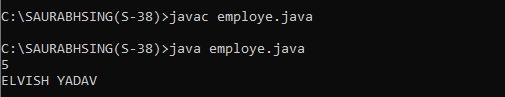 C:\SAURABHSING(S-38)>javac employe.java
C:\SAURABHSING(S-38)>java employe.java
5
ELVISH YADAV